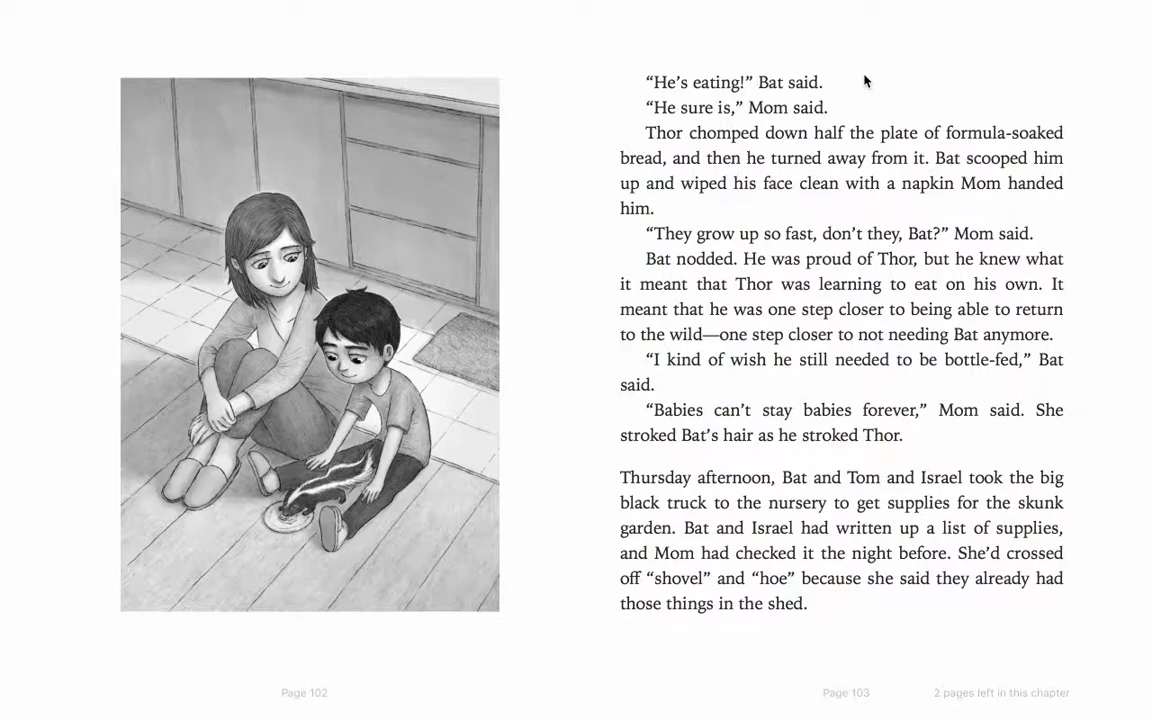 “He’s eating!” Bat said.
“He sure is,” Mom said.
Thor chomped down half the plate of formula-soaked
bread, and then he turned away from it. Bat scooped him
up and wiped his face clean with a napkin Mom handed
him.
“They grow up so fast, don’t they, Bat?” Mom said.
Bat nodded. He was proud of Thor, but he knew what
it meant that Thor was learning to eat on his own. It
meant that he was one step closer to being able to return
to the wild—one step closer to not needing Bat anymore.
“I kind of wish he still needed to be bottle-fed,” Bat
said.
“Babies can’t stay babies forever,” Mom said. She
stroked Bat’s hair as he stroked Thor.
Thursday afternoon, Bat and Tom and Israel took the big
black truck to the nursery to get supplies for the skunk
garden. Bat and Israel had written up a list of supplies,
and Mom had checked it the night before. She’d crossed
off “shovel” and “hoe” because she said they already had
those things in the shed.
Page 102
Page 103
2 pages left in this chapter